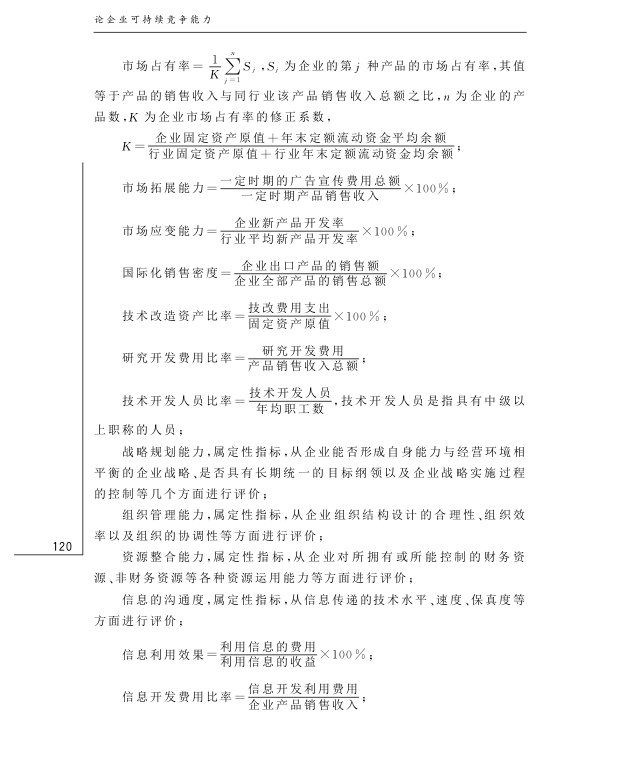 论企业可持续竞争能力
市场占有率=\frac{1}{K}\sum_{j=1}^{n}S_j,S_j 为企业的第 j 种产品的市场占有率,其值
等于产品的销售收入与同行业该产品销售收入总额之比,n 为企业的产
品数,K 为企业市场占有率的修正系数,
K=\frac{企业固定资产原值+年末定额流动资金平均余额}{行业固定资产原值+行业年末定额流动资金均余额};
市场拓展能力=\frac{一定时期的广告宣传费用总额}{一定时期产品销售收入}×100%;
市场应变能力=\frac{企业新产品开发率}{行业平均新产品开发率}×100%;
国际化销售密度=\frac{企业出口产品的销售额}{企业全部产品的销售总额}×100%;
技术改造资产比率=\frac{技改费用支出}{固定资产原值}×100%;
研究开发费用比率=\frac{研究开发费用}{产品销售收入总额};
技术开发人员比率=\frac{技术开发人员}{年均职工数},技术开发人员是指具有中级以
上职称的人员;
战略规划能力,属定性指标,从企业能否形成自身能力与经营环境相
平衡的企业战略、是否具有长期统一的目标纲领以及企业战略实施过程
的控制等几个方面进行评价;
组织管理能力,属定性指标,从企业组织结构设计的合理性、组织效
率以及组织的协调性等方面进行评价;
120
资源整合能力,属定性指标,从企业对所拥有或所能控制的财务资
源、非财务资源等各种资源运用能力等方面进行评价;
信息的沟通度,属定性指标,从信息传递的技术水平、速度、保真度等
方面进行评价;
信息利用效果=\frac{利用信息的费用}{利用信息的收益}×100%;
信息开发费用比率=\frac{信息开发利用费用}{企业产品销售收入};